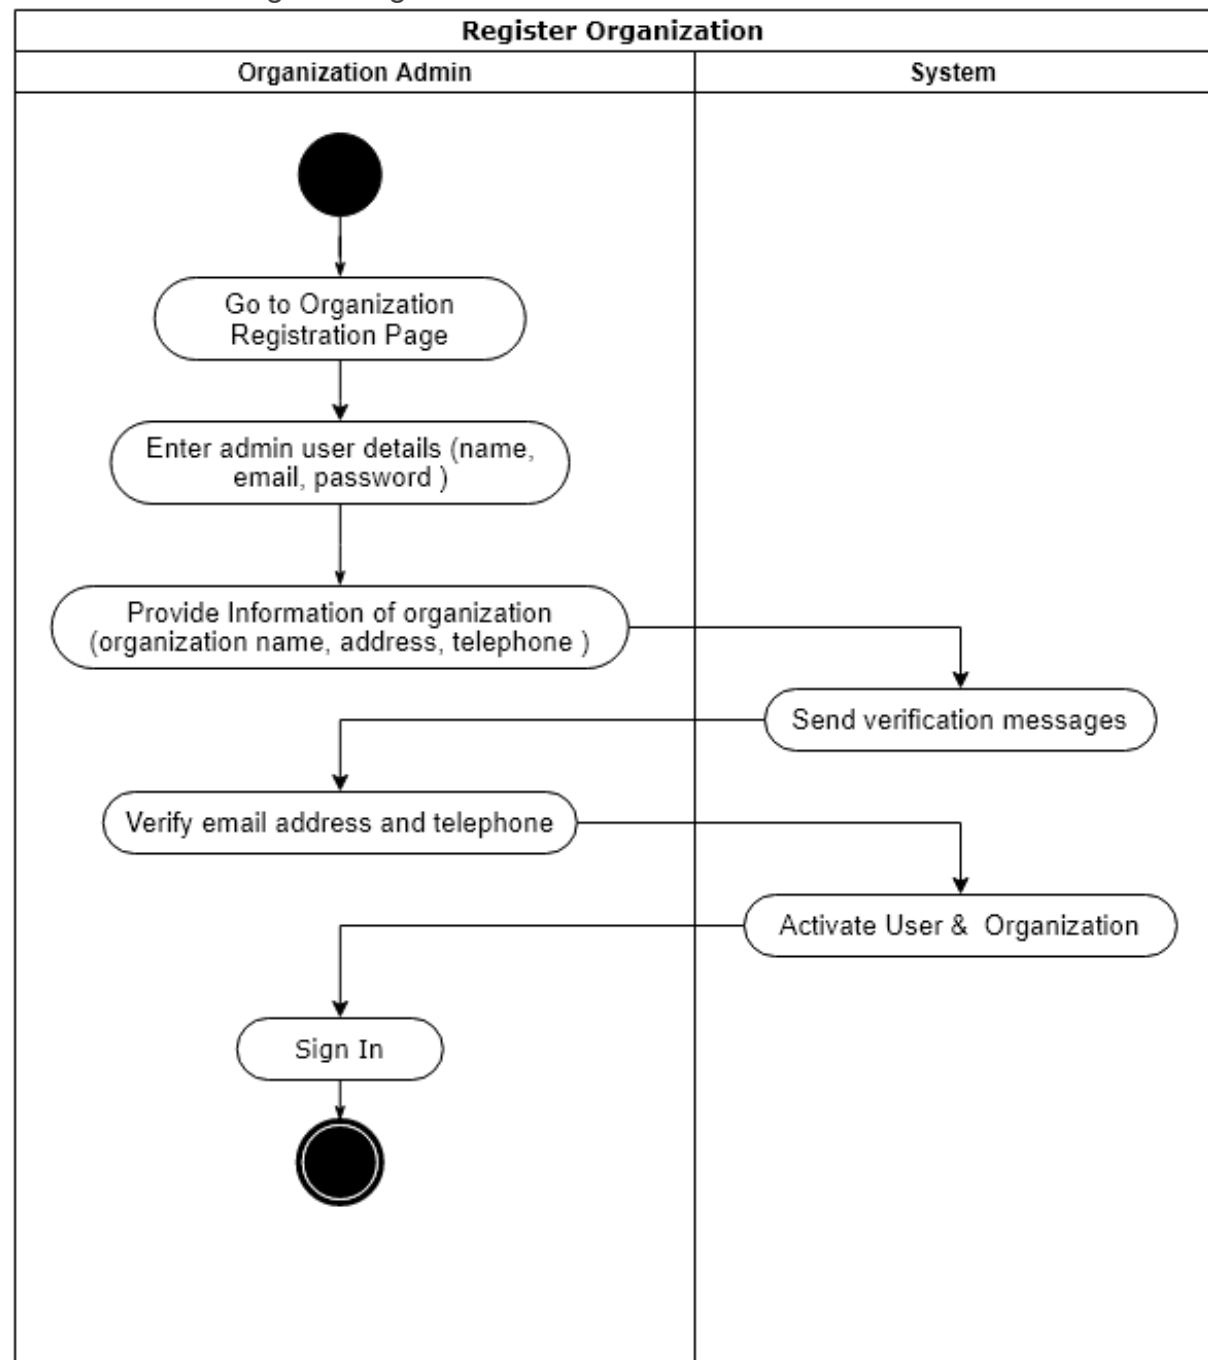 Register Organization
Organization Admin
System
Go to Organization
Registration Page
Enter admin user details (name,
email, password )
Provide Information of organization
(organization name, address, telephone )
Send verification messages
Verify email address and telephone
Activate User &  Organization
Sign In